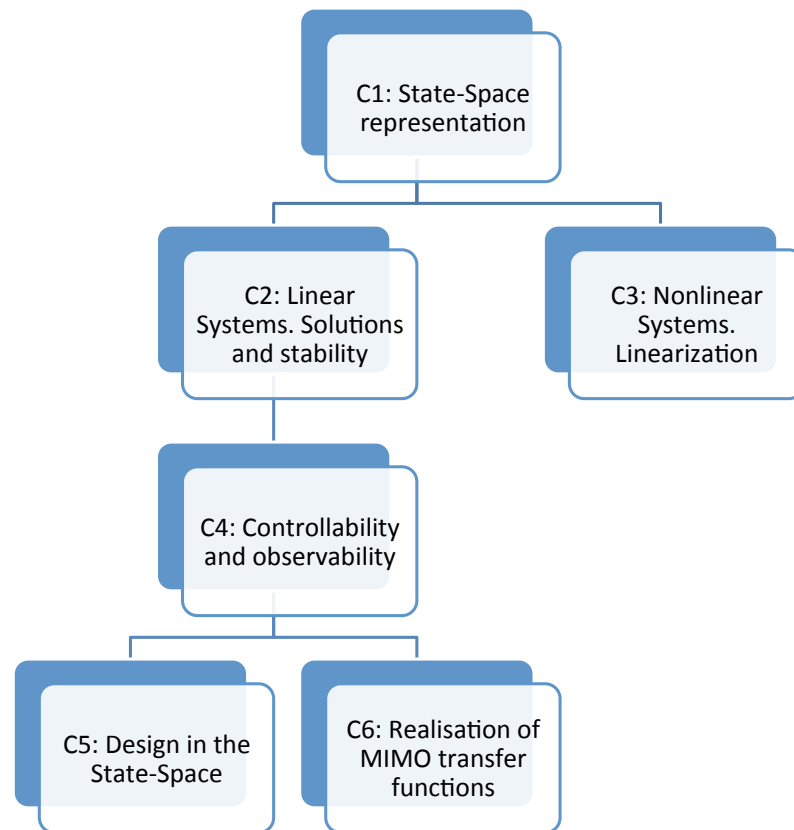 C1: State-Space
representation
C2: Linear
Systems. Solutions
and stability
C3: Nonlinear
Systems.
Linearization
C4: Controllability
and observability
C5: Design in the
State-Space
C6: Realisation of
MIMO transfer
functions